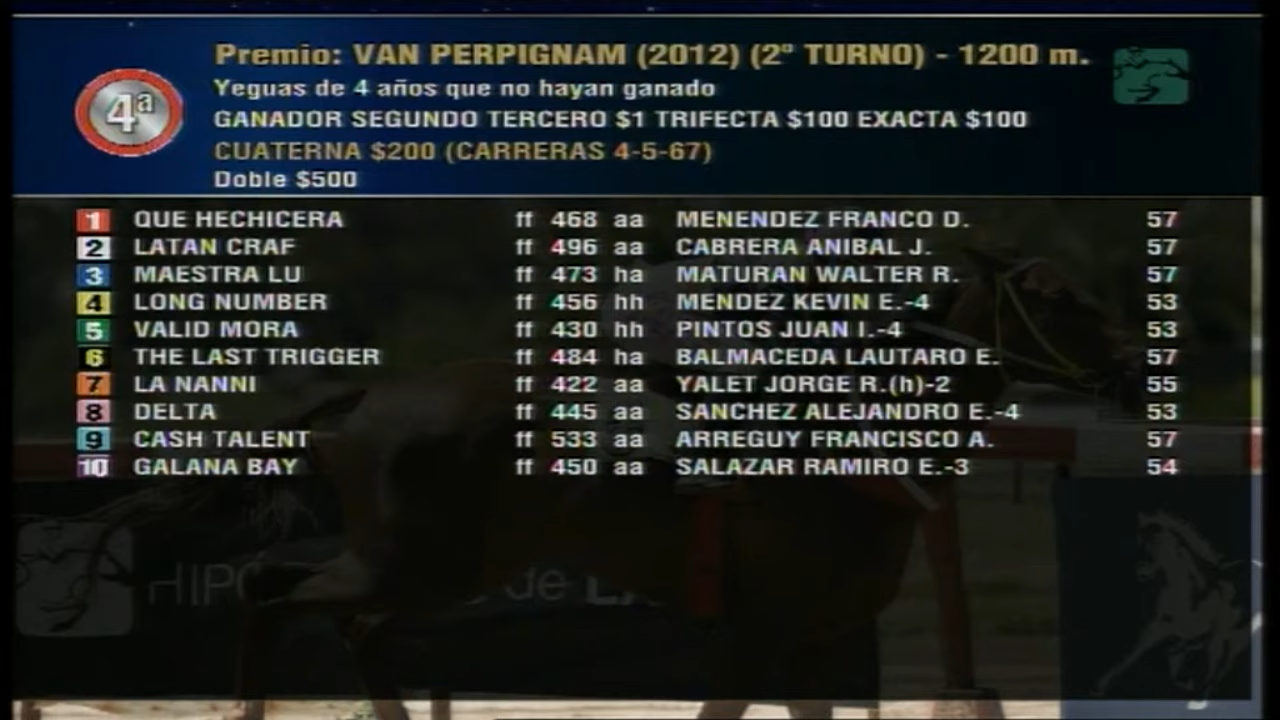 4ª
Premio: VAN PERPIGNAM (2012) (2º TURNO) - 1200 m.
Yeguas de 4 años que no hayan ganado
GANADOR SEGUNDO TERCERO $1 TRIFECTA $100 EXACTA $100
CUATERNA $200 (CARRERAS 4-5-67)
Doble $500
1 QUE HECHICERA ff 468 aa MENENDEZ FRANCO D. 57
2 LATAN CRAF ff 496 aa CABRERA ANIBAL J. 57
3 MAESTRA LU ff 473 ha MATURAN WALTER R. 57
4 LONG NUMBER ff 456 hh MENDEZ KEVIN E.-4 53
5 VALID MORA ff 430 hh PINTOS JUAN I.-4 53
6 THE LAST TRIGGER ff 484 ha BALMACEDA LAUTARO E. 57
7 LA NANNI ff 422 aa YALET JORGE R.(h)-2 55
8 DELTA ff 445 aa SANCHEZ ALEJANDRO E.-4 53
9 CASH TALENT ff 533 aa ARREGUY FRANCISCO A. 57
10 GALANA BAY ff 450 aa SALAZAR RAMIRO E.-3 54
de